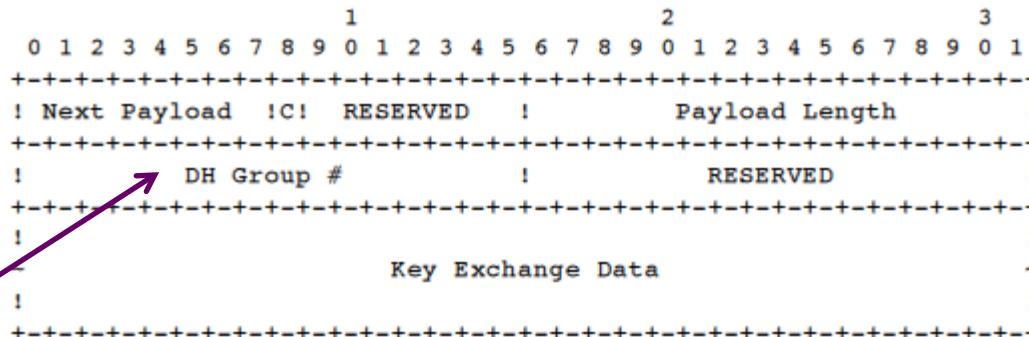 1                   2                   3
 0 1 2 3 4 5 6 7 8 9 0 1 2 3 4 5 6 7 8 9 0 1 2 3 4 5 6 7 8 9 0 1
+-+-+-+-+-+-+-+-+-+-+-+-+-+-+-+-+-+-+-+-+-+-+-+-+-+-+-+-+-+-+-+-
! Next Payload  !C!  RESERVED   !         Payload Length
+-+-+-+-+-+-+-+-+-+-+-+-+-+-+-+-+-+-+-+-+-+-+-+-+-+-+-+-+-+-+-+-
!          DH Group #           !           RESERVED
+-+-+-+-+-+-+-+-+-+-+-+-+-+-+-+-+-+-+-+-+-+-+-+-+-+-+-+-+-+-+-+-
!
~                       Key Exchange Data                       ~
!
+-+-+-+-+-+-+-+-+-+-+-+-+-+-+-+-+-+-+-+-+-+-+-+-+-+-+-+-+-+-+-+-